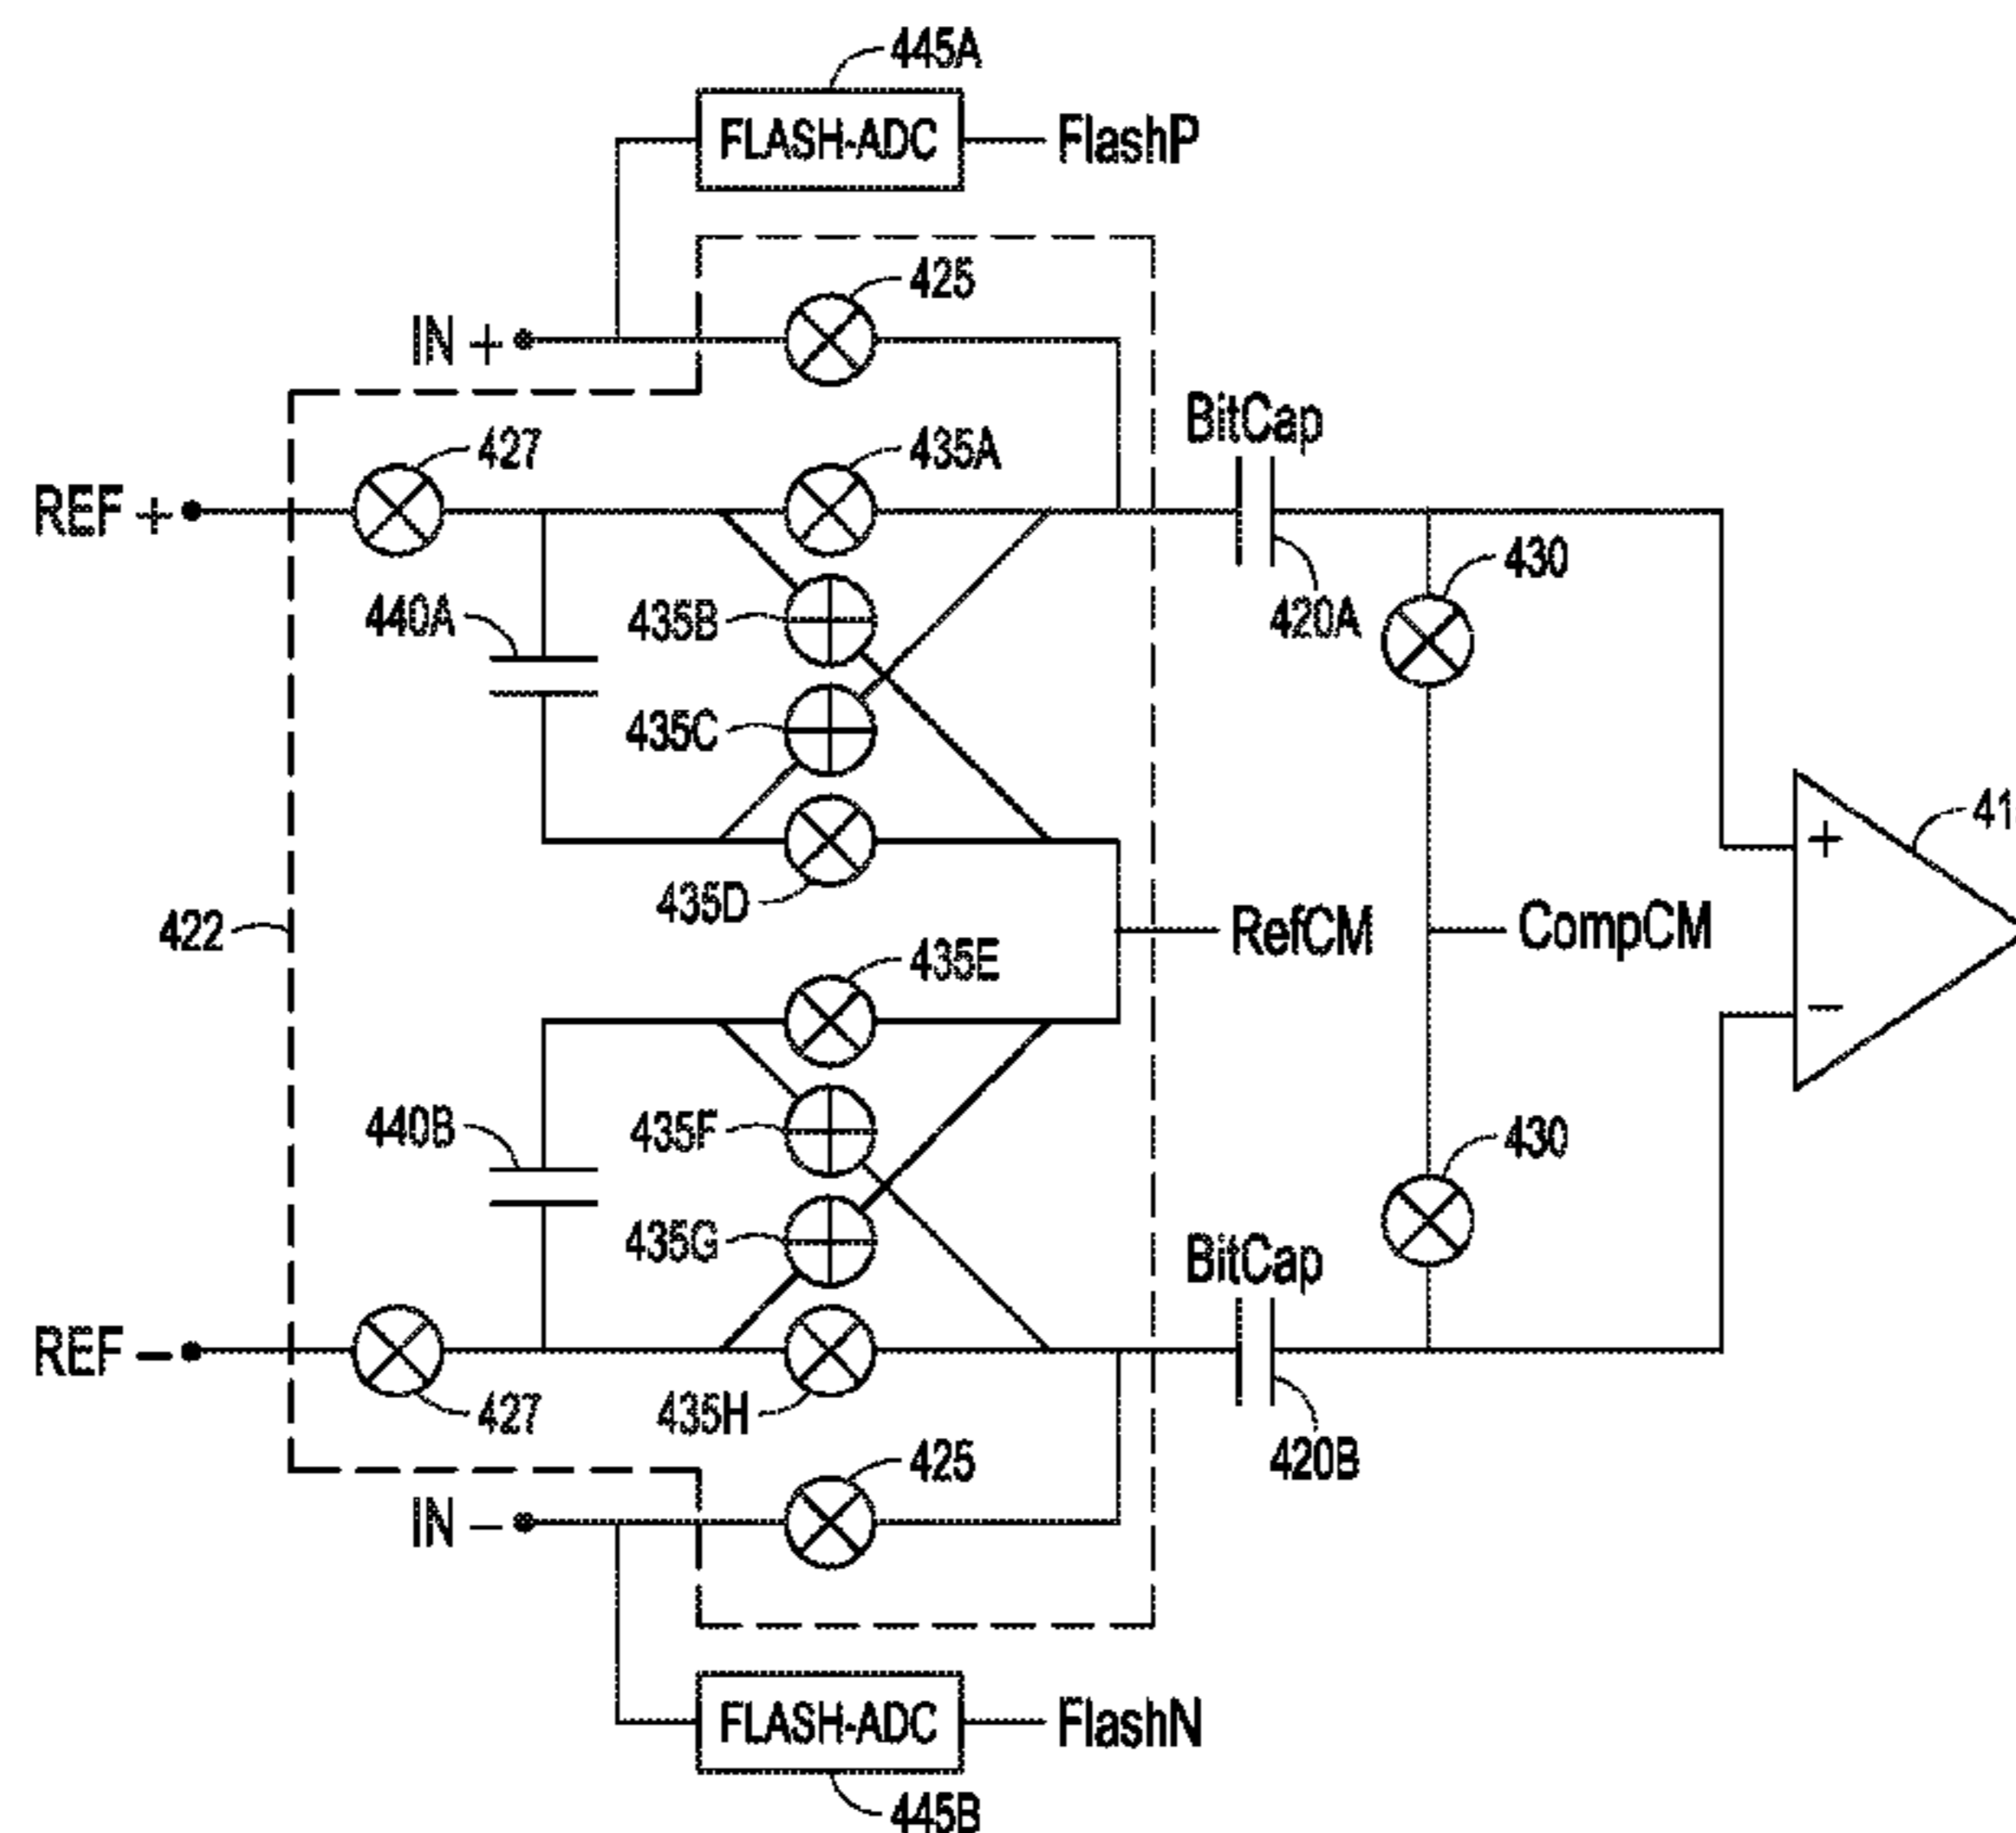 445A
FLASH-ADC
FlashP
425
IN +
BitCap
427
435A
REF +
430
440A
435B
420A
435C
41
+
435D
422
RefCM
CompCM
435E
−
440B
435F
430
435G
BitCap
REF −
427
435H
425
420B
IN −
FLASH-ADC
FlashN
445B